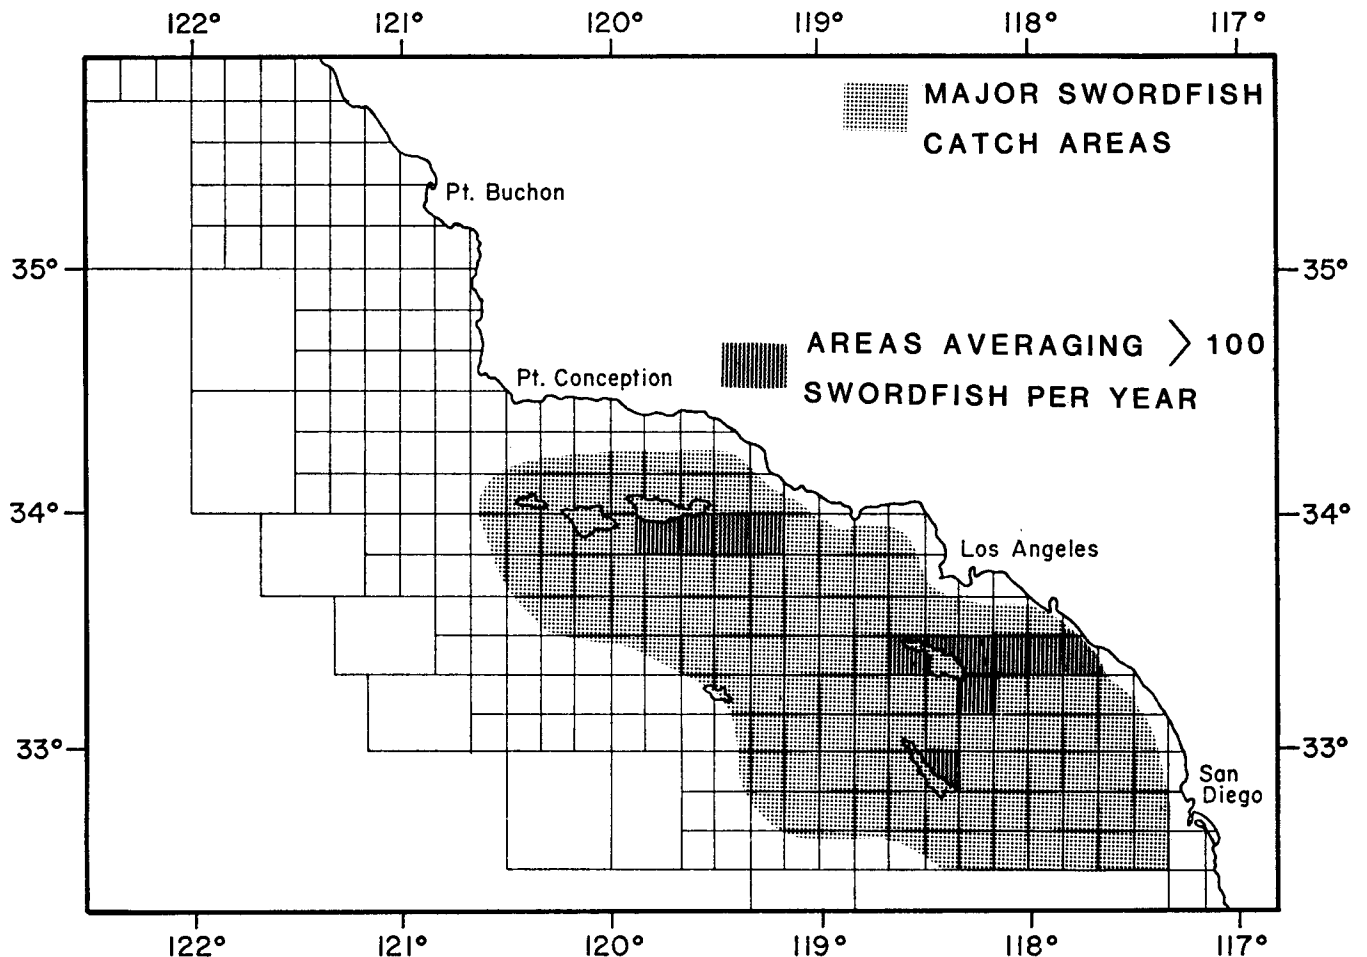 122° 121° 120° 119° 118° 117°
MAJOR SWORDFISH
CATCH AREAS
Pt. Buchon
35° 35°
AREAS AVERAGING > 100
SWORDFISH PER YEAR
Pt. Conception
34° 34°
Los Angeles
33° 33°
San
Diego
122° 121° 120° 119° 118° 117°